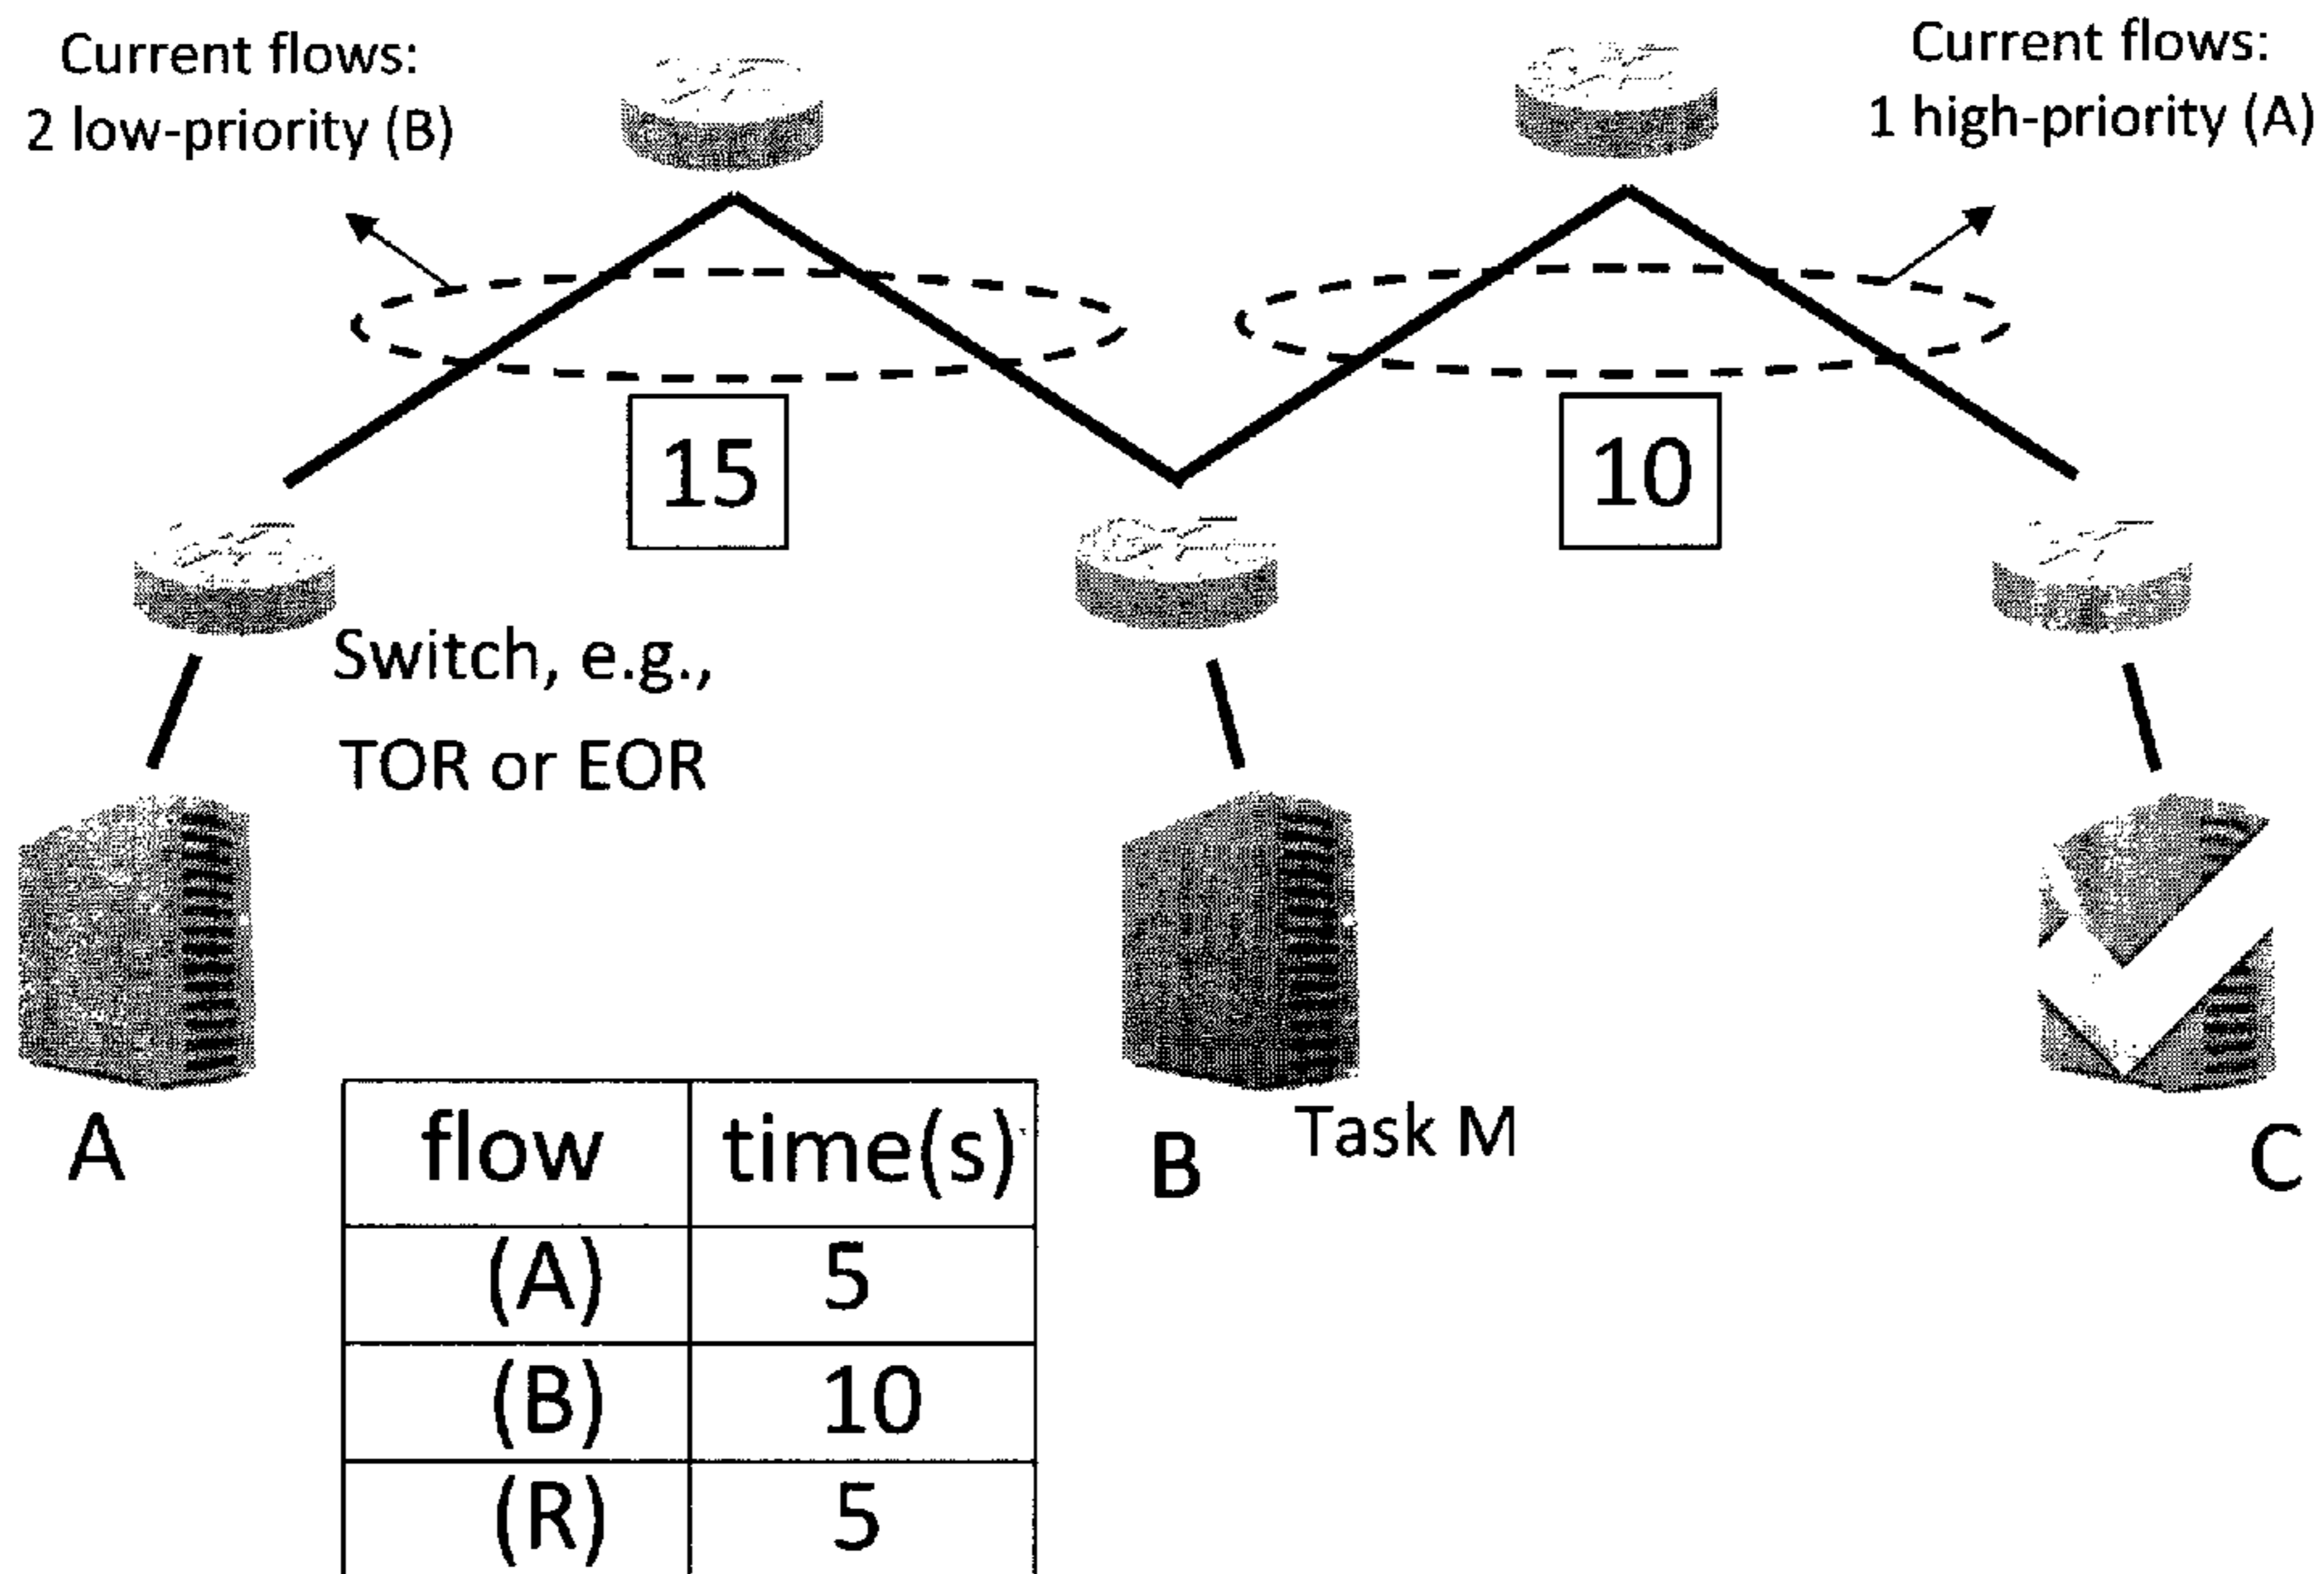 Current flows:
2 low-priority (B)
Current flows:
1 high-priority (A)
15
10
Switch, e.g.,
TOR or EOR
A
B
Task M
C
flow time(s)
(A) 5
(B) 10
(R) 5